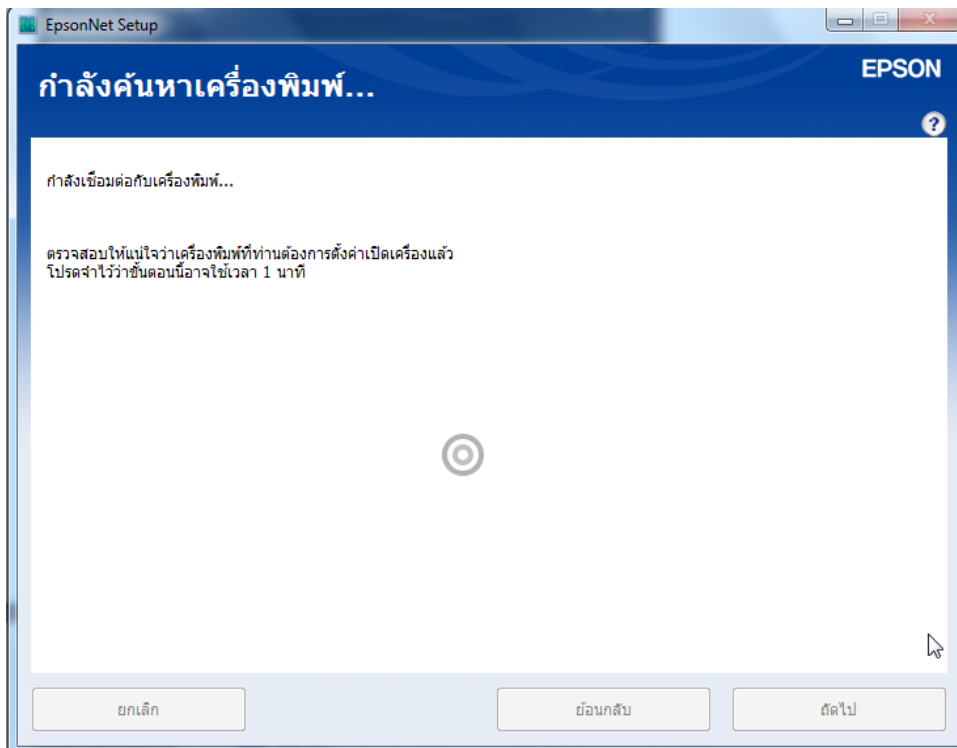 EpsonNet Setup
EPSON
กำลังค้นหาเครื่องพิมพ์...
?
กำลังเชื่อมต่อกับเครื่องพิมพ์...
ตรวจสอบให้แน่ใจว่าเครื่องพิมพ์ที่ท่านต้องการตั้งค่าเปิดเครื่องแล้ว
โปรดจำไว้ว่าขั้นตอนนี้อาจใช้เวลา 1 นาที
ยกเลิก
ย้อนกลับ
ถัดไป